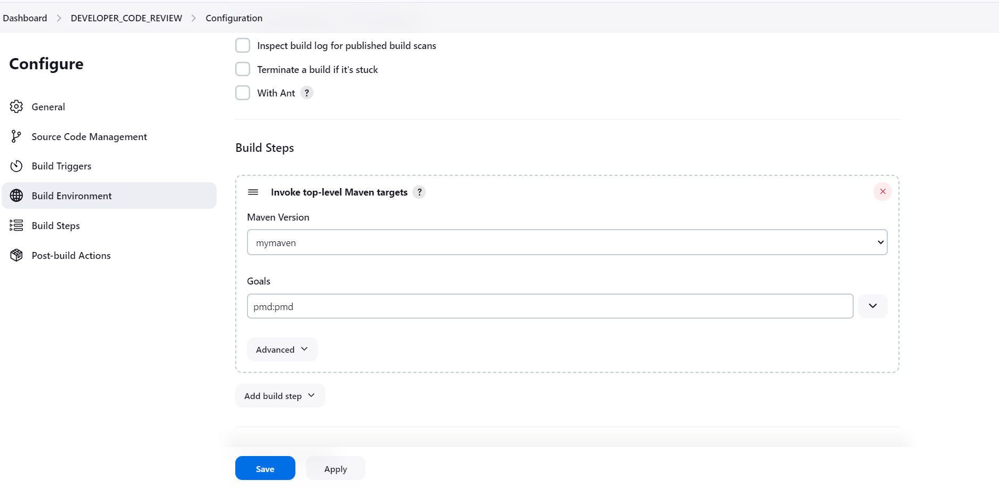 Dashboard > DEVELOPER_CODE_REVIEW > Configuration
Configure
General
Source Code Management
Build Triggers
Build Environment
Build Steps
Post-build Actions
Inspect build log for published build scans
Terminate a build if it's stuck
With Ant ?
Build Steps
Invoke top-level Maven targets ?
Maven Version
mymaven
Goals
pmd:pmd
Advanced
Add build step
Save
Apply